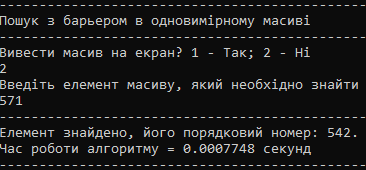 ------------------------------------------------
Пошук з барьером в одновимірному масиві
------------------------------------------------
Вивести масив на екран? 1 - Так; 2 - Ні
2
Введіть елемент масиву, який необхідно знайти
571
------------------------------------------------
Елемент знайдено, його порядковий номер: 542.
Час роботи алгоритму = 0.0007748 секунд
------------------------------------------------